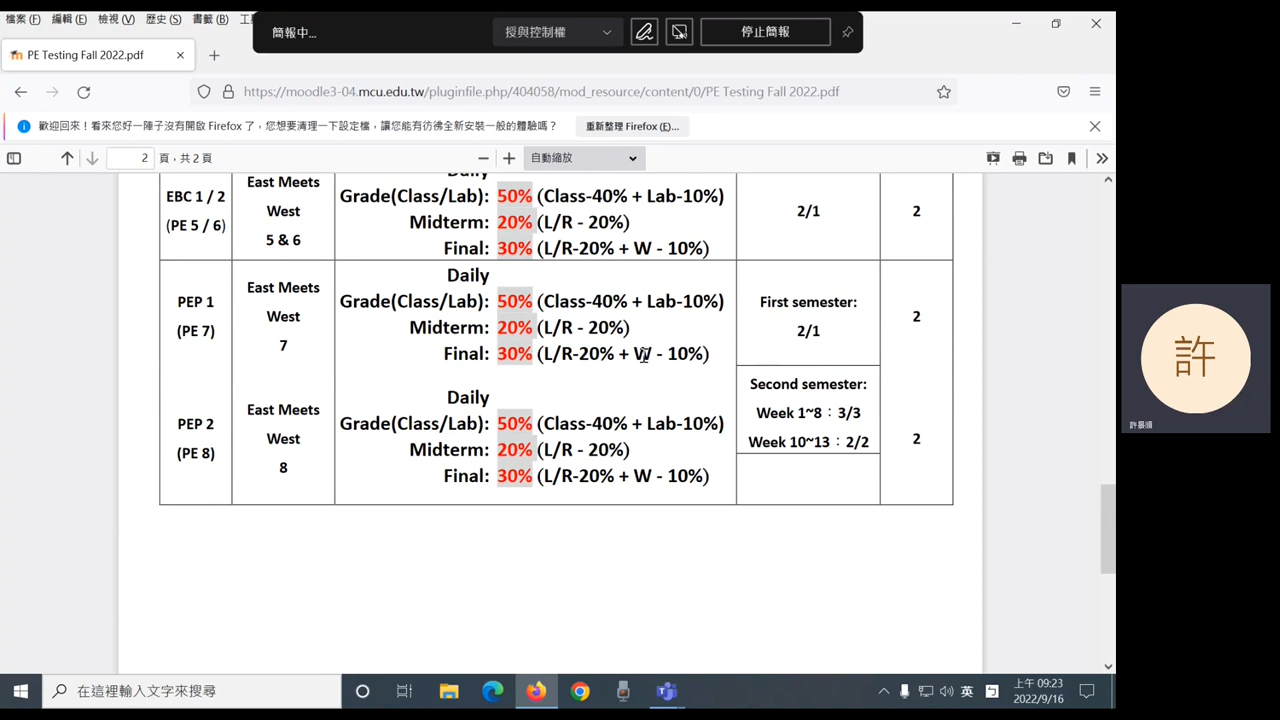 檔案 (F) 編輯 (E) 檢視 (V) 歷史 (S) 書籤 (B) 工
簡報中...
授與控制權
停止簡報
PE Testing Fall 2022.pdf
https://moodle3-04.mcu.edu.tw/pluginfile.php/404058/mod_resource/content/0/PE Testing Fall 2022.pdf
歡迎回來！看來您好一陣子沒有開啟 Firefox 了，您想要清理一下設定檔，讓您能有彷彿全新安裝一般的體驗嗎？
重新整理 Firefox (E)...
2 頁，共 2 頁
自動縮放
EBC 1 / 2
(PE 5 / 6)
East Meets
West
5 & 6
Daily
Grade(Class/Lab): 50% (Class-40% + Lab-10%)
Midterm: 20% (L/R - 20%)
Final: 30% (L/R-20% + W - 10%)
2/1
2
PEP 1
(PE 7)
East Meets
West
7
Daily
Grade(Class/Lab): 50% (Class-40% + Lab-10%)
Midterm: 20% (L/R - 20%)
Final: 30% (L/R-20% + W - 10%)
First semester:
2/1
2
PEP 2
(PE 8)
East Meets
West
8
Daily
Grade(Class/Lab): 50% (Class-40% + Lab-10%)
Midterm: 20% (L/R - 20%)
Final: 30% (L/R-20% + W - 10%)
Second semester:
Week 1~8：3/3
Week 10~13：2/2
2
許
許景順
在這裡輸入文字來搜尋
英
上午 09:23
2022/9/16